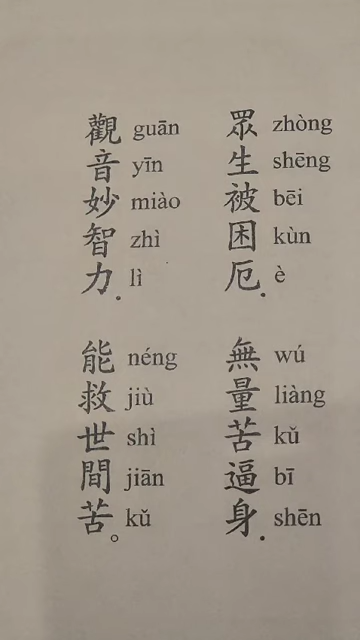 眾 zhòng
生 shēng
被 bēi
困 kùn
厄. è
無 wú
量 liàng
苦 kǔ
逼 bī
身. shēn
觀 guān
音 yīn
妙 miào
智 zhì
力. lì
能 néng
救 jiù
世 shì
間 jiān
苦。 kǔ